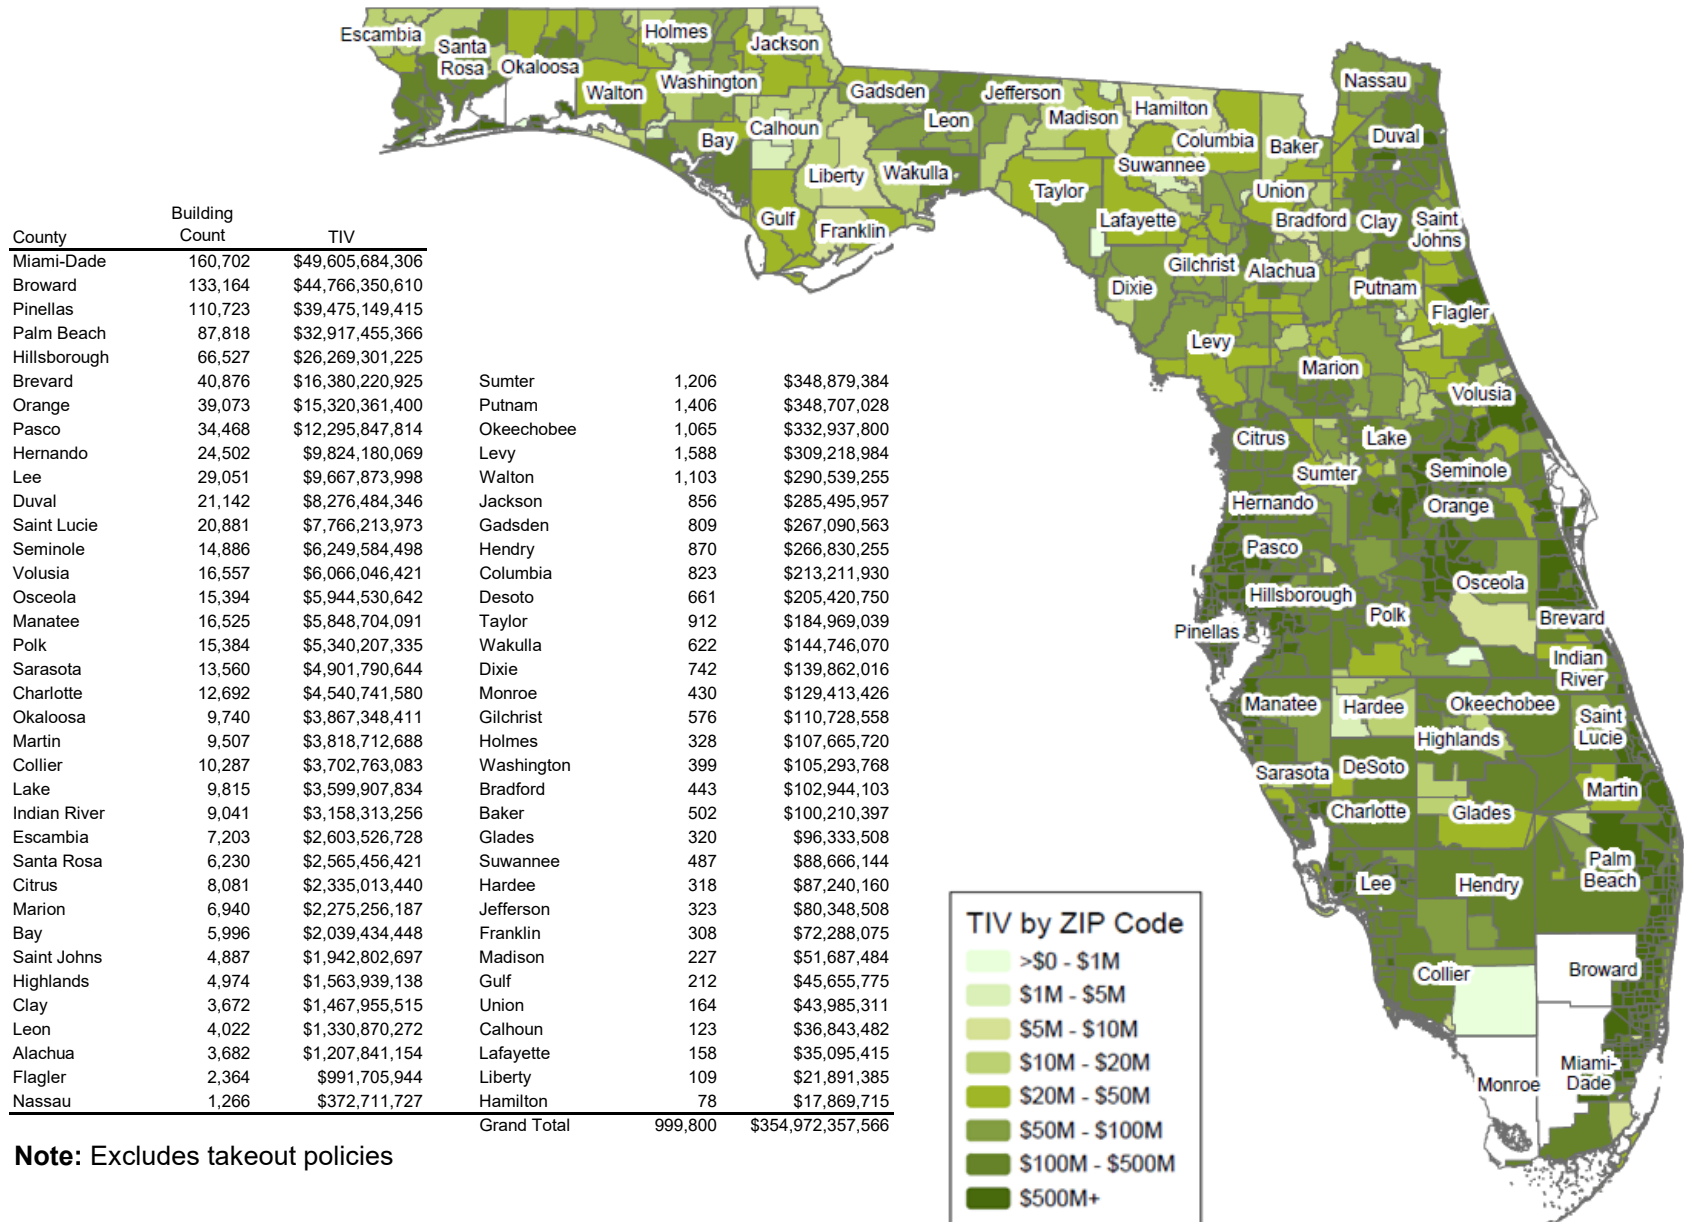 Building
County Count TIV
Miami-Dade 160,702 $49,605,684,306
Broward 133,164 $44,766,350,610
Pinellas 110,723 $39,475,149,415
Palm Beach 87,818 $32,917,455,366
Hillsborough 66,527 $26,269,301,225
Brevard 40,876 $16,380,220,925
Orange 39,073 $15,320,361,400
Pasco 34,468 $12,295,847,814
Hernando 24,502 $9,824,180,069
Lee 29,051 $9,667,873,998
Duval 21,142 $8,276,484,346
Saint Lucie 20,881 $7,766,213,973
Seminole 14,886 $6,249,584,498
Volusia 16,557 $6,066,046,421
Osceola 15,394 $5,944,530,642
Manatee 16,525 $5,848,704,091
Polk 15,384 $5,340,207,335
Sarasota 13,560 $4,901,790,644
Charlotte 12,692 $4,540,741,580
Okaloosa 9,740 $3,867,348,411
Martin 9,507 $3,818,712,688
Collier 10,287 $3,702,763,083
Lake 9,815 $3,599,907,834
Indian River 9,041 $3,158,313,256
Escambia 7,203 $2,603,526,728
Santa Rosa 6,230 $2,565,456,421
Citrus 8,081 $2,335,013,440
Marion 6,940 $2,275,256,187
Bay 5,996 $2,039,434,448
Saint Johns 4,887 $1,942,802,697
Highlands 4,974 $1,563,939,138
Clay 3,672 $1,467,955,515
Leon 4,022 $1,330,870,272
Alachua 3,682 $1,207,841,154
Flagler 2,364 $991,705,944
Nassau 1,266 $372,711,727
Sumter 1,206 $348,879,384
Putnam 1,406 $348,707,028
Okeechobee 1,065 $332,937,800
Levy 1,588 $309,218,984
Walton 1,103 $290,539,255
Jackson 856 $285,495,957
Gadsden 809 $267,090,563
Hendry 870 $266,830,255
Columbia 823 $213,211,930
Desoto 661 $205,420,750
Taylor 912 $184,969,039
Wakulla 622 $144,746,070
Dixie 742 $139,862,016
Monroe 430 $129,413,426
Gilchrist 576 $110,728,558
Holmes 328 $107,665,720
Washington 399 $105,293,768
Bradford 443 $102,944,103
Baker 502 $100,210,397
Glades 320 $96,333,508
Suwannee 487 $88,666,144
Hardee 318 $87,240,160
Jefferson 323 $80,348,508
Franklin 308 $72,288,075
Madison 227 $51,687,484
Gulf 212 $45,655,775
Union 164 $43,985,311
Calhoun 123 $36,843,482
Lafayette 158 $35,095,415
Liberty 109 $21,891,385
Hamilton 78 $17,869,715
Grand Total 999,800 $354,972,357,566
Note: Excludes takeout policies
Escambia
Santa
Rosa
Okaloosa
Walton
Holmes
Washington
Jackson
Bay
Calhoun
Gulf
Liberty
Franklin
Gadsden
Leon
Wakulla
Jefferson
Madison
Taylor
Hamilton
Suwannee
Lafayette
Columbia
Baker
Union
Bradford
Nassau
Duval
Clay
Saint
Johns
Dixie
Gilchrist
Alachua
Putnam
Flagler
Levy
Marion
Volusia
Citrus
Lake
Sumter
Seminole
Hernando
Orange
Pasco
Hillsborough
Pinellas
Polk
Osceola
Brevard
Indian
River
Manatee
Hardee
Okeechobee
Highlands
Saint
Lucie
Sarasota
DeSoto
Martin
Charlotte
Glades
Lee
Hendry
Palm
Beach
Collier
Broward
Monroe
Miami-
Dade
TIV by ZIP Code
>$0 - $1M
$1M - $5M
$5M - $10M
$10M - $20M
$20M - $50M
$50M - $100M
$100M - $500M
$500M+